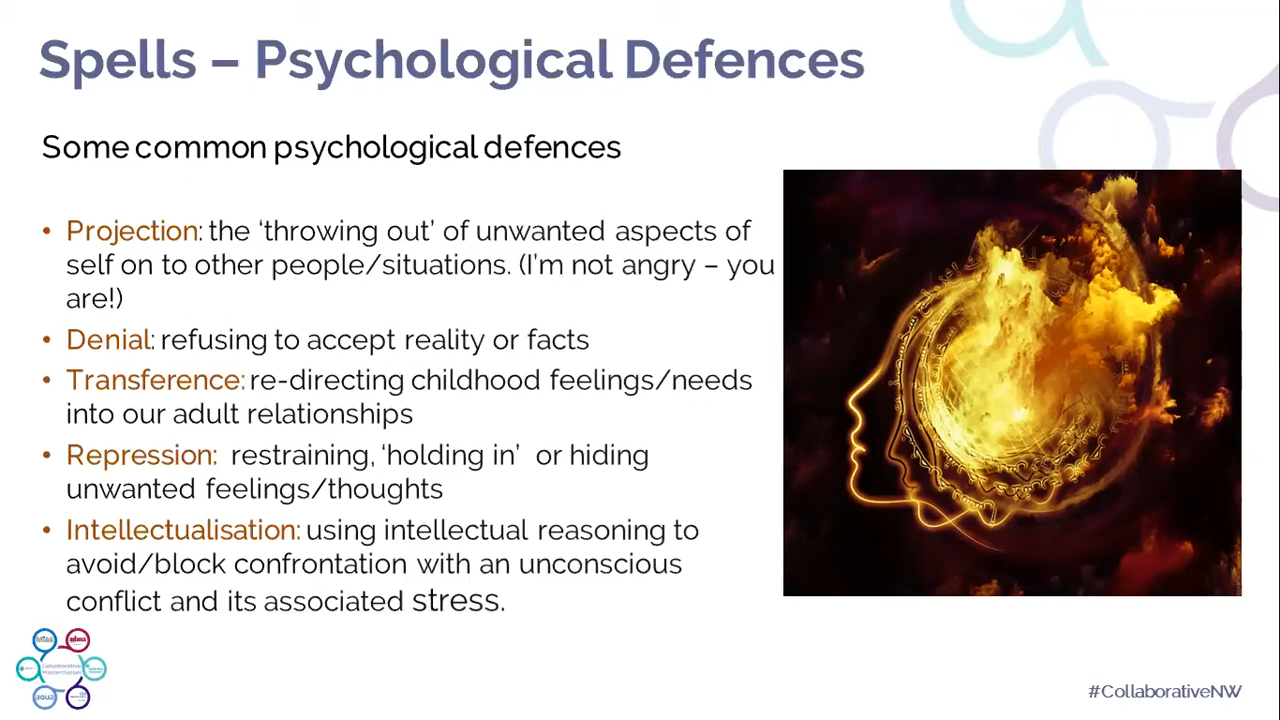 Spells – Psychological Defences
Some common psychological defences
• Projection: the ‘throwing out’ of unwanted aspects of
self on to other people/situations. (I’m not angry – you
are!)
• Denial: refusing to accept reality or facts
• Transference: re-directing childhood feelings/needs
into our adult relationships
• Repression: restraining, ‘holding in’ or hiding
unwanted feelings/thoughts
• Intellectualisation: using intellectual reasoning to
avoid/block confrontation with an unconscious
conflict and its associated stress.
Collaborative
Masterclasses
aqua
#CollaborativeNW